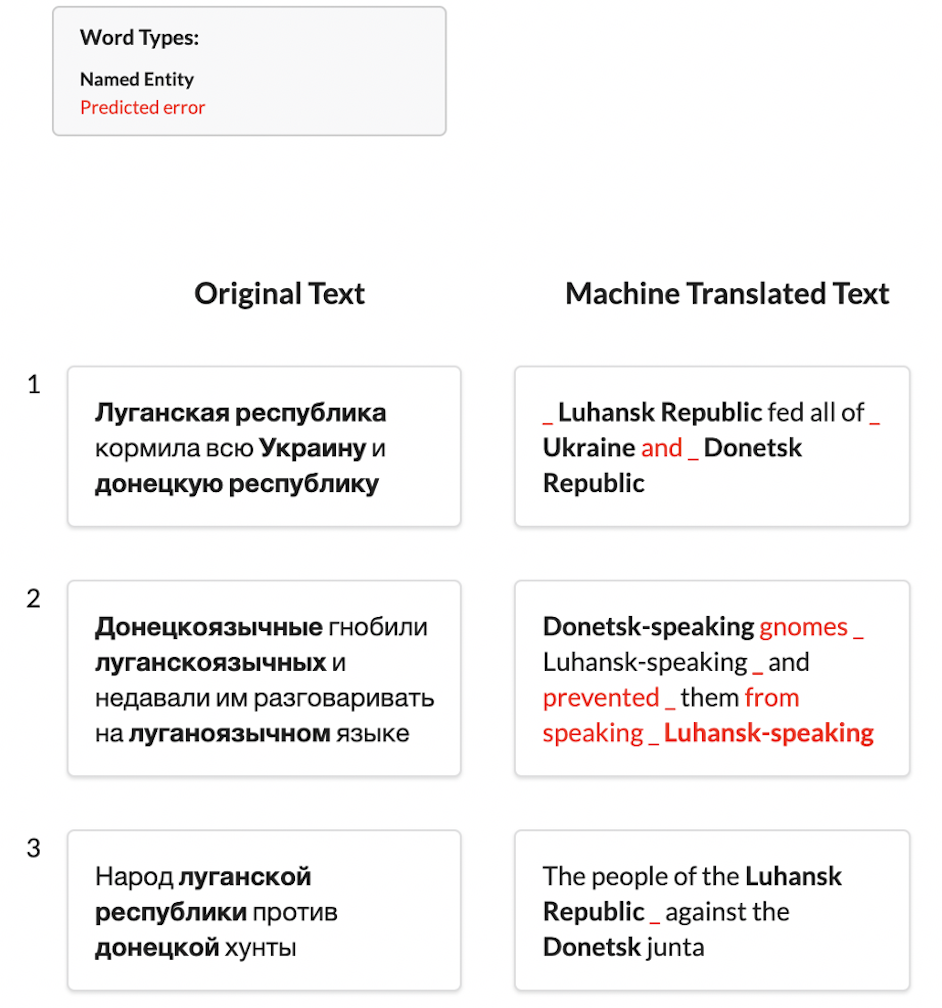 Word Types:
Named Entity
Predicted error
Original Text
Machine Translated Text
1
Луганская республика
кормила всю Украину и
донецкую республику
_ Luhansk Republic fed all of _
Ukraine and _ Donetsk
Republic
2
Донецкоязычные гнобили
луганскоязычных и
недавали им разговаривать
на луганоязычном языке
Donetsk-speaking gnomes _
Luhansk-speaking _ and
prevented _ them from
speaking _ Luhansk-speaking
3
Народ луганской
республики против
донецкой хунты
The people of the Luhansk
Republic _ against the
Donetsk junta